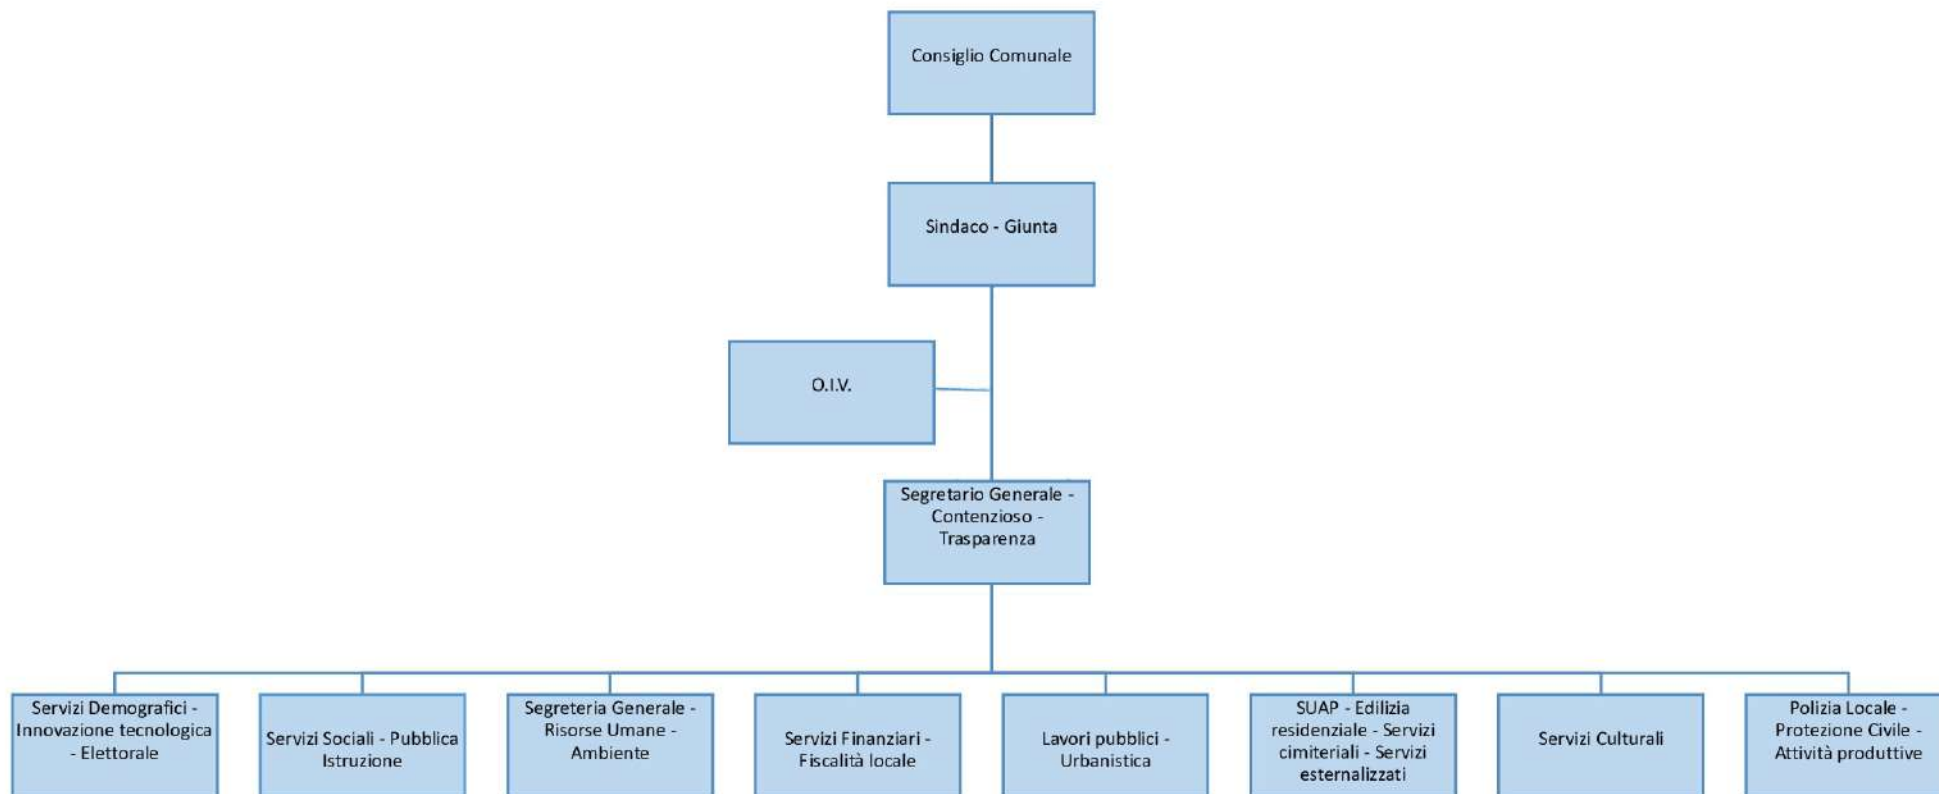 Consiglio Comunale
Sindaco - Giunta
O.I.V.
Segretario Generale -
Contenzioso -
Trasparenza
Servizi Demografici -
Innovazione tecnologica
- Elettorale
Servizi Sociali - Pubblica
Istruzione
Segreteria Generale -
Risorse Umane -
Ambiente
Servizi Finanziari -
Fiscalità locale
Lavori pubblici -
Urbanistica
SUAP - Edilizia
residenziale - Servizi
cimiteriali - Servizi
esternalizzati
Servizi Culturali
Polizia Locale -
Protezione Civile -
Attività produttive